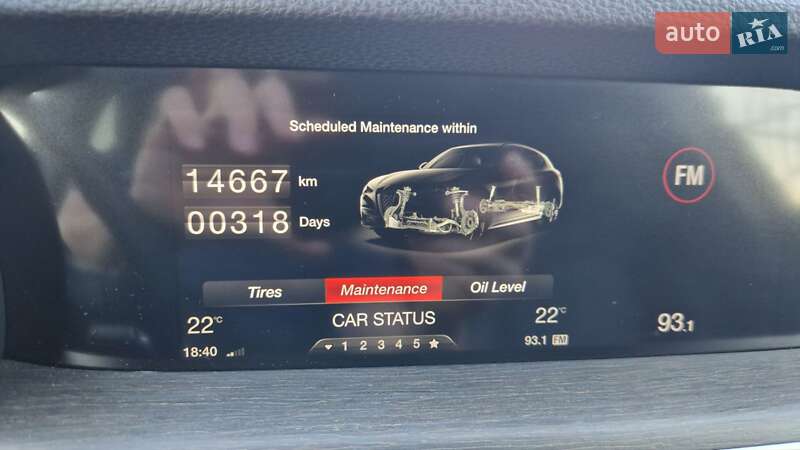 auto RIA
.com
Scheduled Maintenance within
14667 km
00318 Days
FM
Tires Maintenance Oil Level
22°C CAR STATUS 22°C 93.1
18:40 1 2 3 4 5 93.1 FM